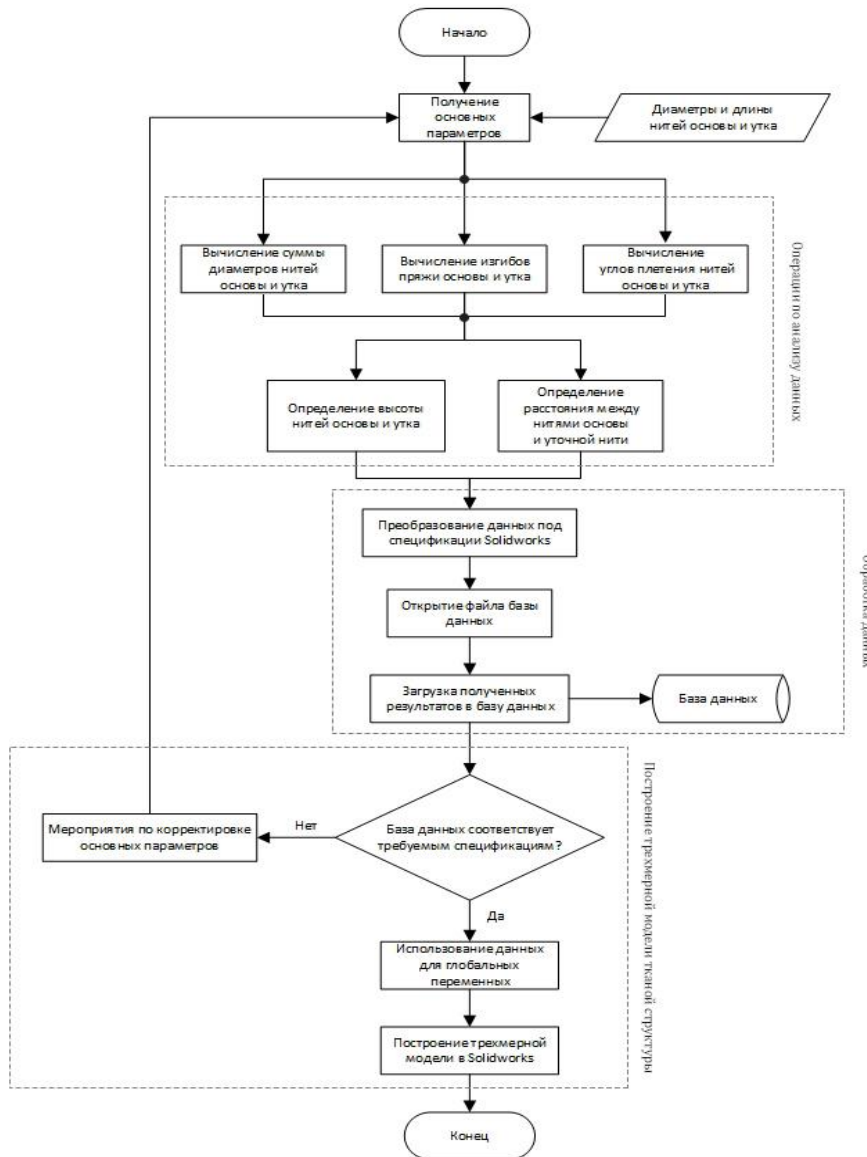 Начало
Получение
основных
параметров
Диаметры и длины
нитей основы и утка
Вычисление суммы
диаметров нитей
основы и утка
Вычисление изгибов
пряжи основы и утка
Вычисление
углов плетения нитей
основы и утка
Операции по анализу данных
Определение высоты
нитей основы и утка
Определение
расстояния между
нитями основы
и уточной нити
Преобразование данных под
спецификации Solidworks
Открытие файла базы
данных
Загрузка полученных
результатов в базу данных
База данных
Обработка данных
База данных соответствует
требуемым спецификациям?
Нет
Мероприятия по корректировке
основных параметров
Да
Использование данных
для глобальных
переменных
Построение трехмерной
модели в Solidworks
Построение трехмерной модели тканой структуры
Конец